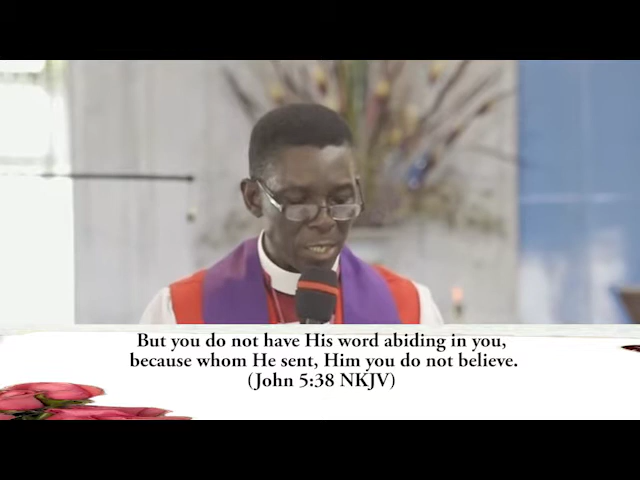 But you do not have His word abiding in you,
because whom He sent, Him you do not believe.
(John 5:38 NKJV)